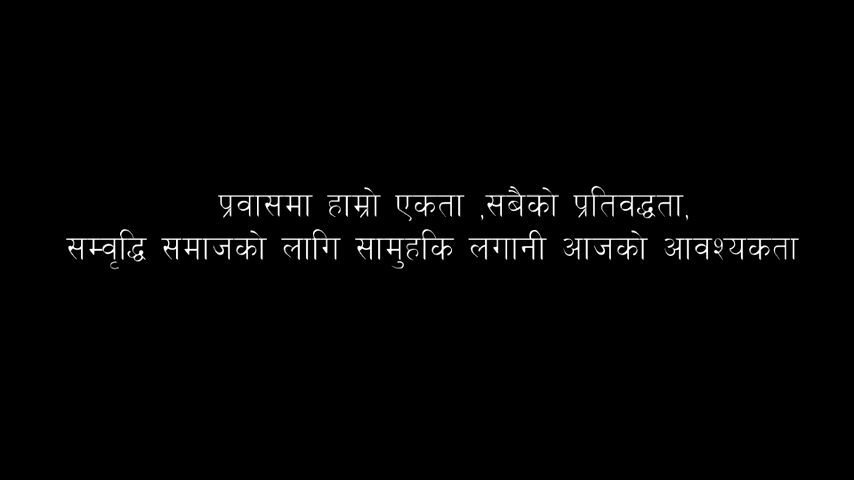 प्रवासमा हाम्रो एकता ,सबैको प्रतिवद्धता,
सम्वृद्धि समाजको लागि सामुहकि लगानी आजको आवश्यकता